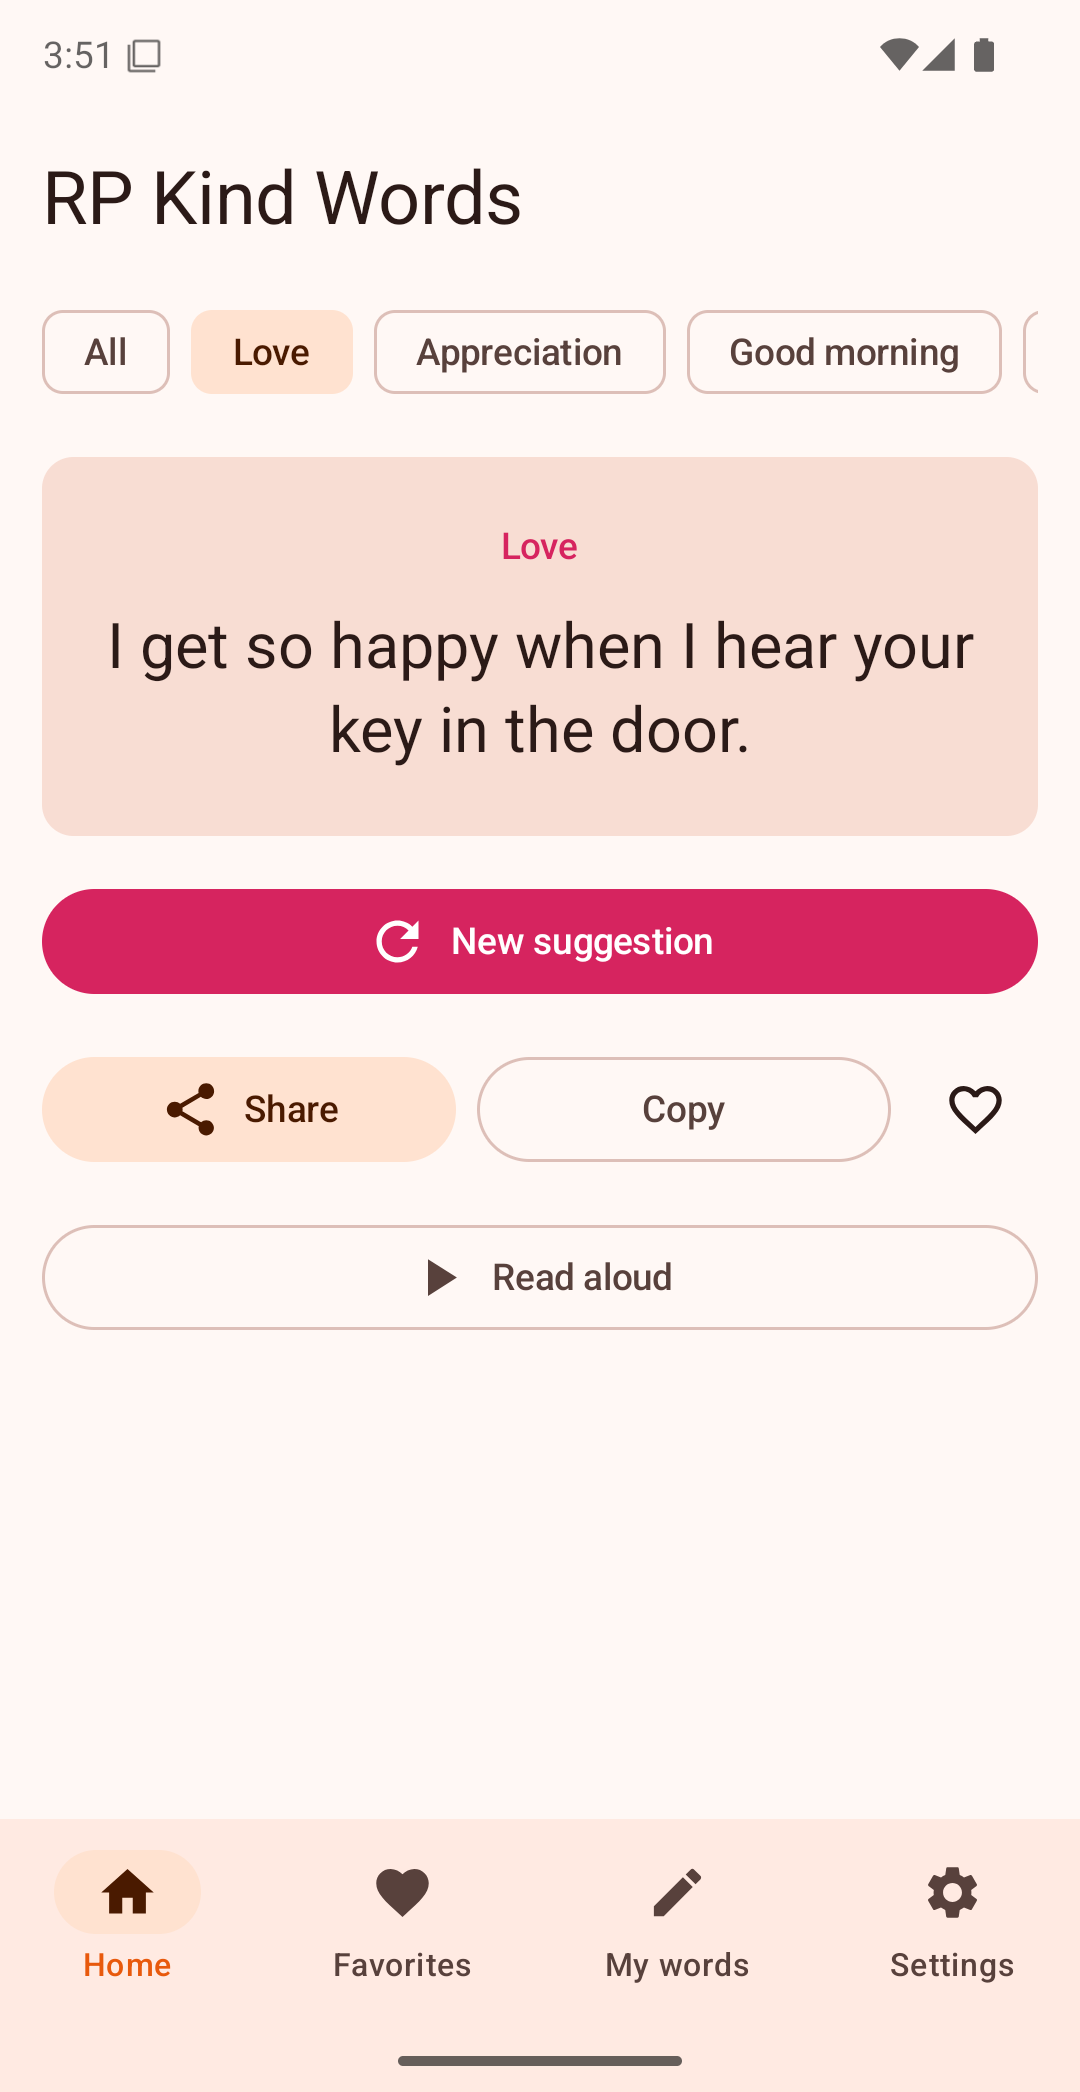 3:51
RP Kind Words
All
Love
Appreciation
Good morning
Love
I get so happy when I hear your
key in the door.
New suggestion
Share
Copy
Read aloud
Home
Favorites
My words
Settings